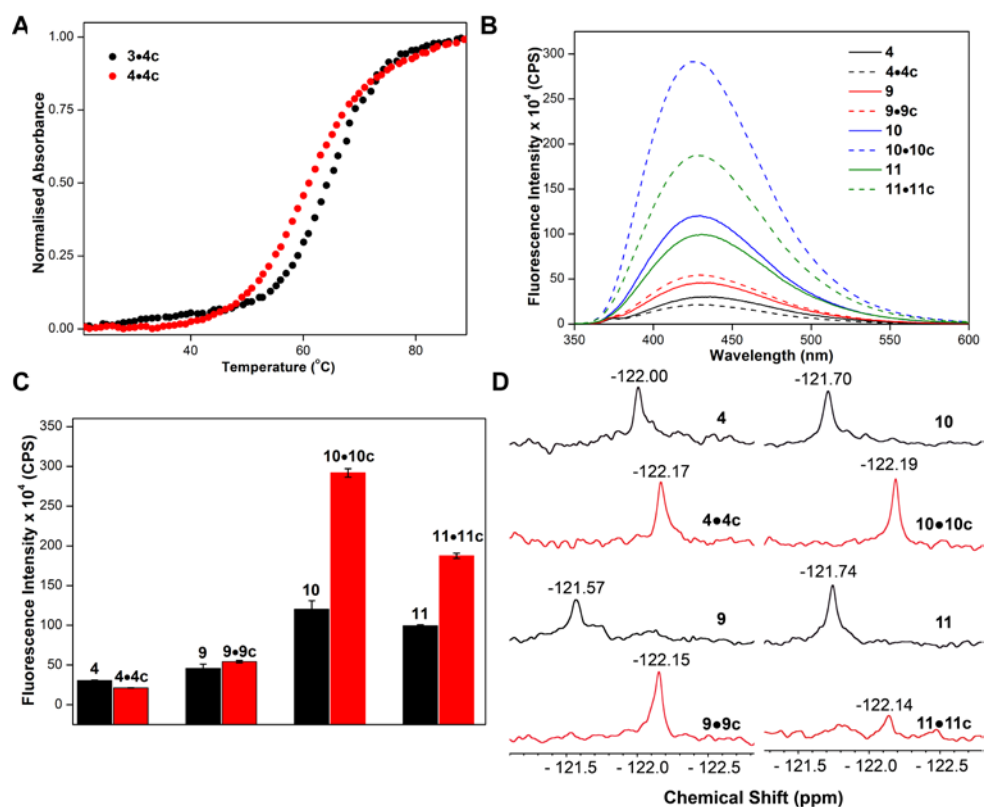 A
3•4c
4•4c
1.00
0.75
0.50
0.25
0.00
Normalised Absorbance
40
60
80
Temperature (°C)
B
350
300
250
200
150
100
50
0
Fluorescence Intensity x 10⁴ (CPS)
4
4•4c
9
9•9c
10
10•10c
11
11•11c
350
400
450
500
550
600
Wavelength (nm)
C
350
300
250
200
150
100
50
0
Fluorescence Intensity x 10⁴ (CPS)
4
4•4c
9
9•9c
10
10•10c
11
11•11c
D
-122.00
4
-121.70
10
-122.17
4•4c
-122.19
10•10c
-121.57
9
-121.74
11
-122.15
9•9c
-122.14
11•11c
- 121.5
- 122.0
- 122.5
- 121.5
- 122.0
- 122.5
Chemical Shift (ppm)